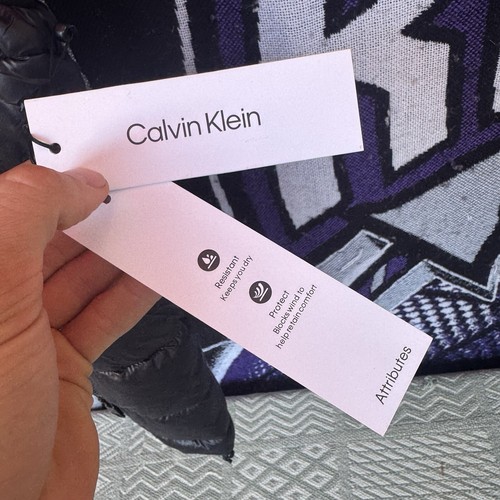 Calvin Klein
Resistant
Keeps you dry
Protect
Blocks wind to
help retain comfort
Attributes